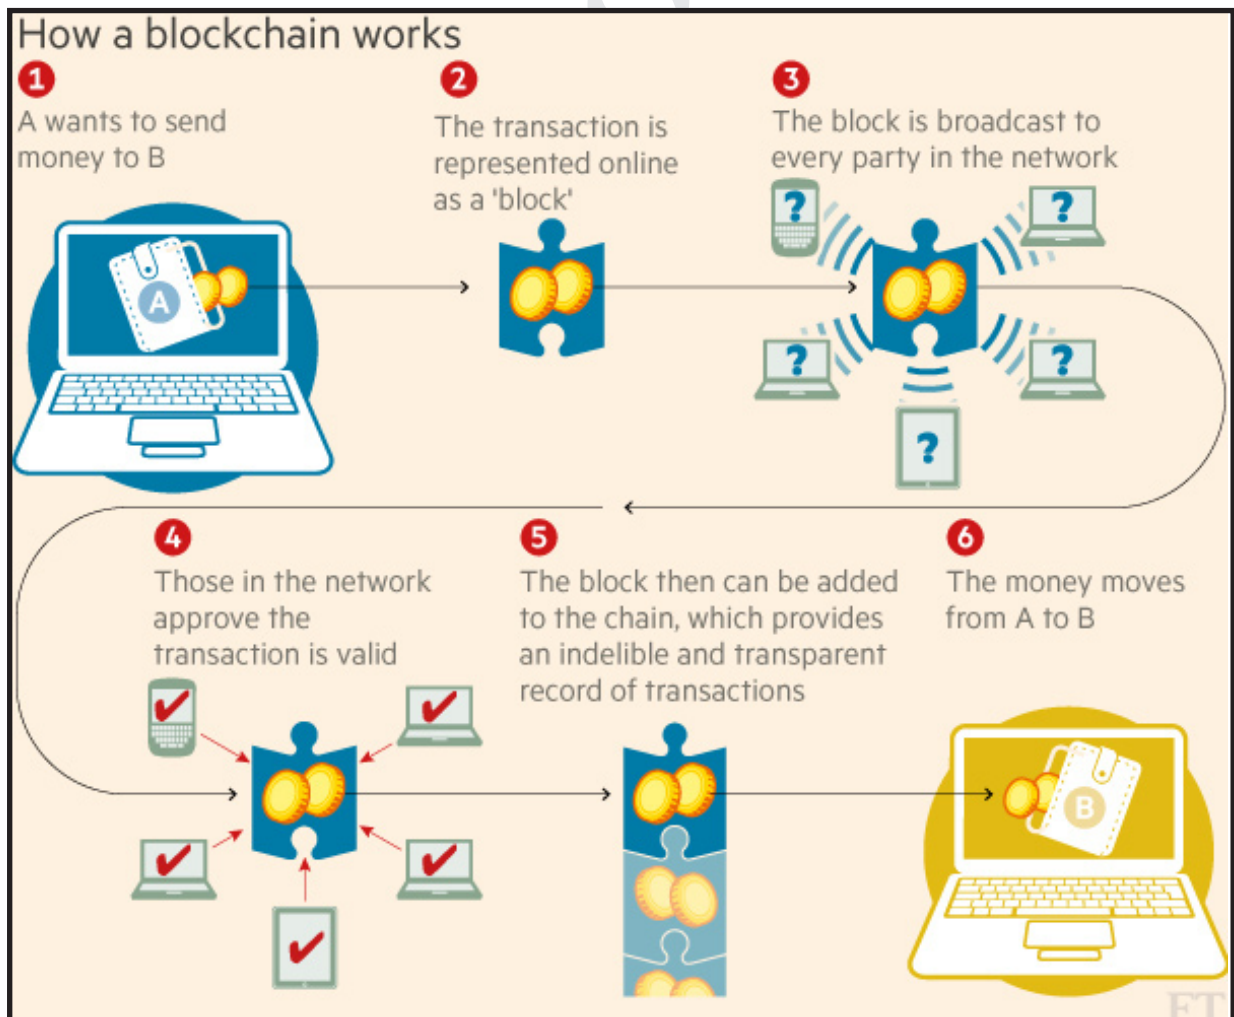 How a blockchain works
1
A wants to send
money to B
2
The transaction is
represented online
as a 'block'
3
The block is broadcast to
every party in the network
?
?
?
?
?
A
4
Those in the network
approve the
transaction is valid
5
The block then can be added
to the chain, which provides
an indelible and transparent
record of transactions
6
The money moves
from A to B
B
FT